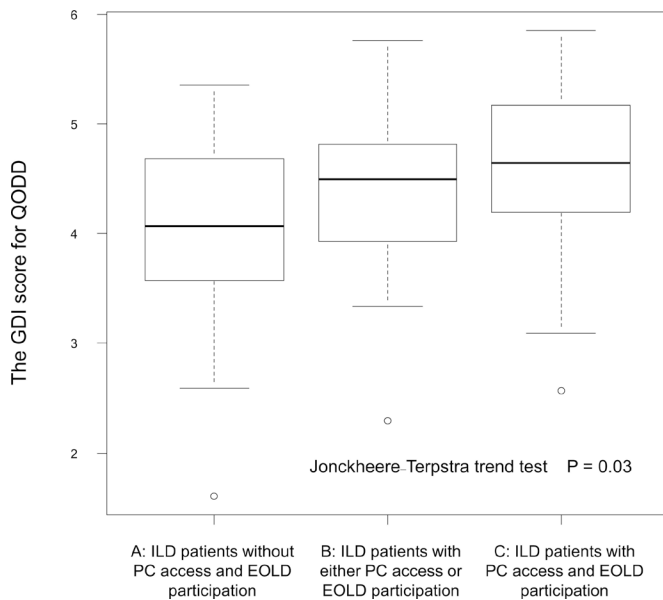 The GDI score for QODD
6
5
4
3
2
Jonckheere–Terpstra trend test P = 0.03
A: ILD patients without
PC access and EOLD
participation
B: ILD patients with
either PC access or
EOLD participation
C: ILD patients with
PC access and EOLD
participation